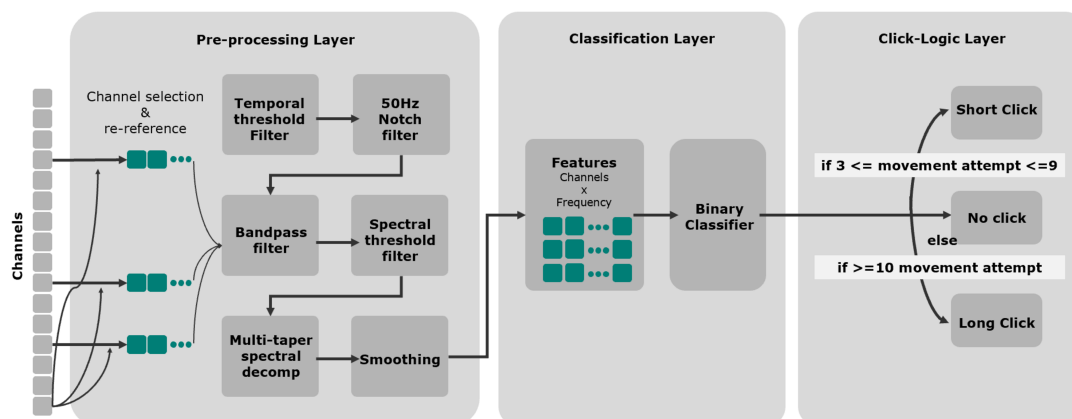 Pre-processing Layer
Classification Layer
Click-Logic Layer
Channels
Channel selection
&
re-reference
Temporal
threshold
Filter
50Hz
Notch
filter
Bandpass
filter
Spectral
threshold
filter
Multi-taper
spectral
decomp
Smoothing
Features
Channels
x
Frequency
Binary
Classifier
Short Click
if 3 <= movement attempt <=9
No click
else
if >=10 movement attempt
Long Click